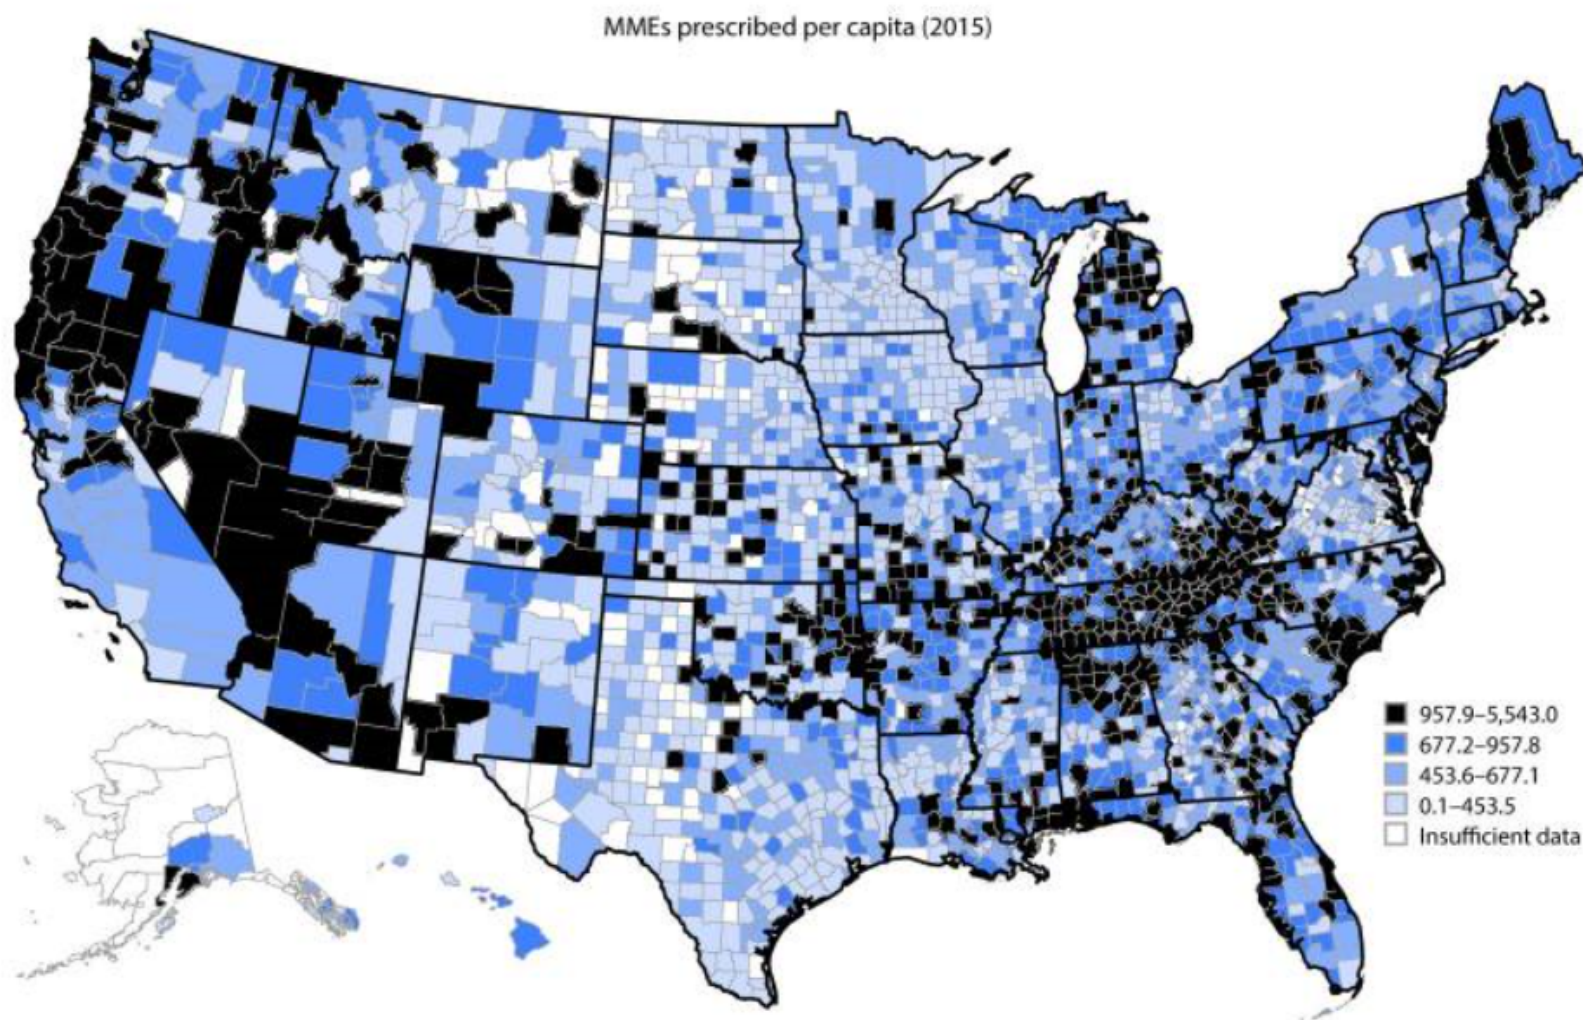 MMEs prescribed per capita (2015)
957.9–5,543.0
677.2–957.8
453.6–677.1
0.1–453.5
Insufficient data